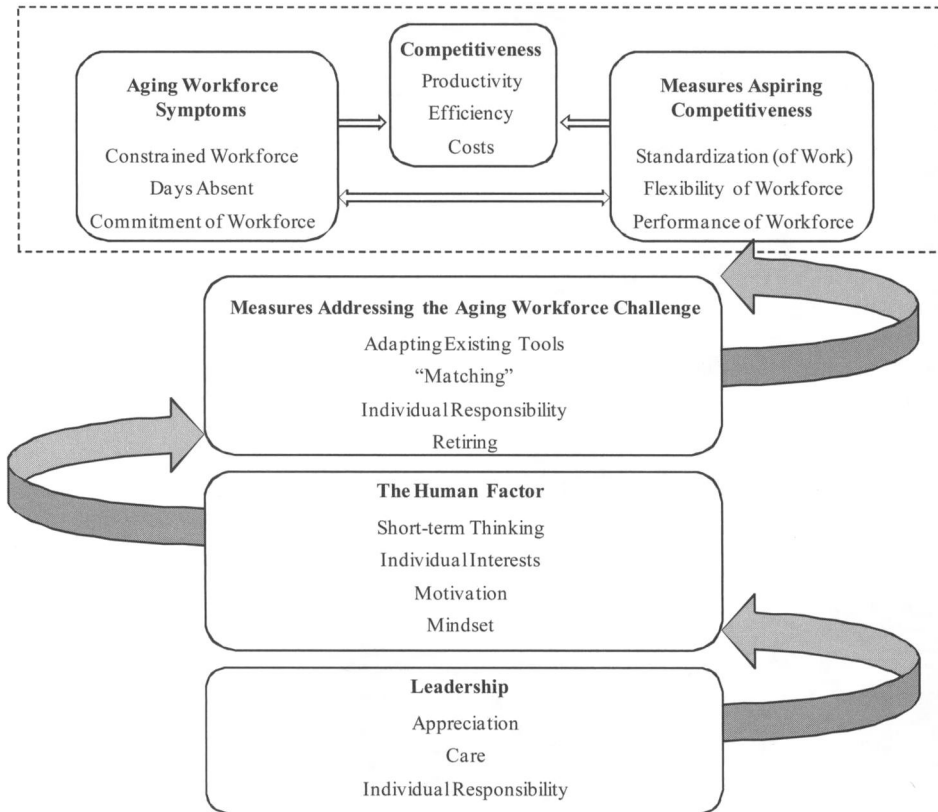 Aging Workforce
Symptoms
Constrained Workforce
Days Absent
Commitment of Workforce
Competitiveness
Productivity
Efficiency
Costs
Measures Aspiring
Competitiveness
Standardization (of Work)
Flexibility of Workforce
Performance of Workforce
Measures Addressing the Aging Workforce Challenge
Adapting Existing Tools
“Matching”
Individual Responsibility
Retiring
The Human Factor
Short-term Thinking
Individual Interests
Motivation
Mindset
Leadership
Appreciation
Care
Individual Responsibility